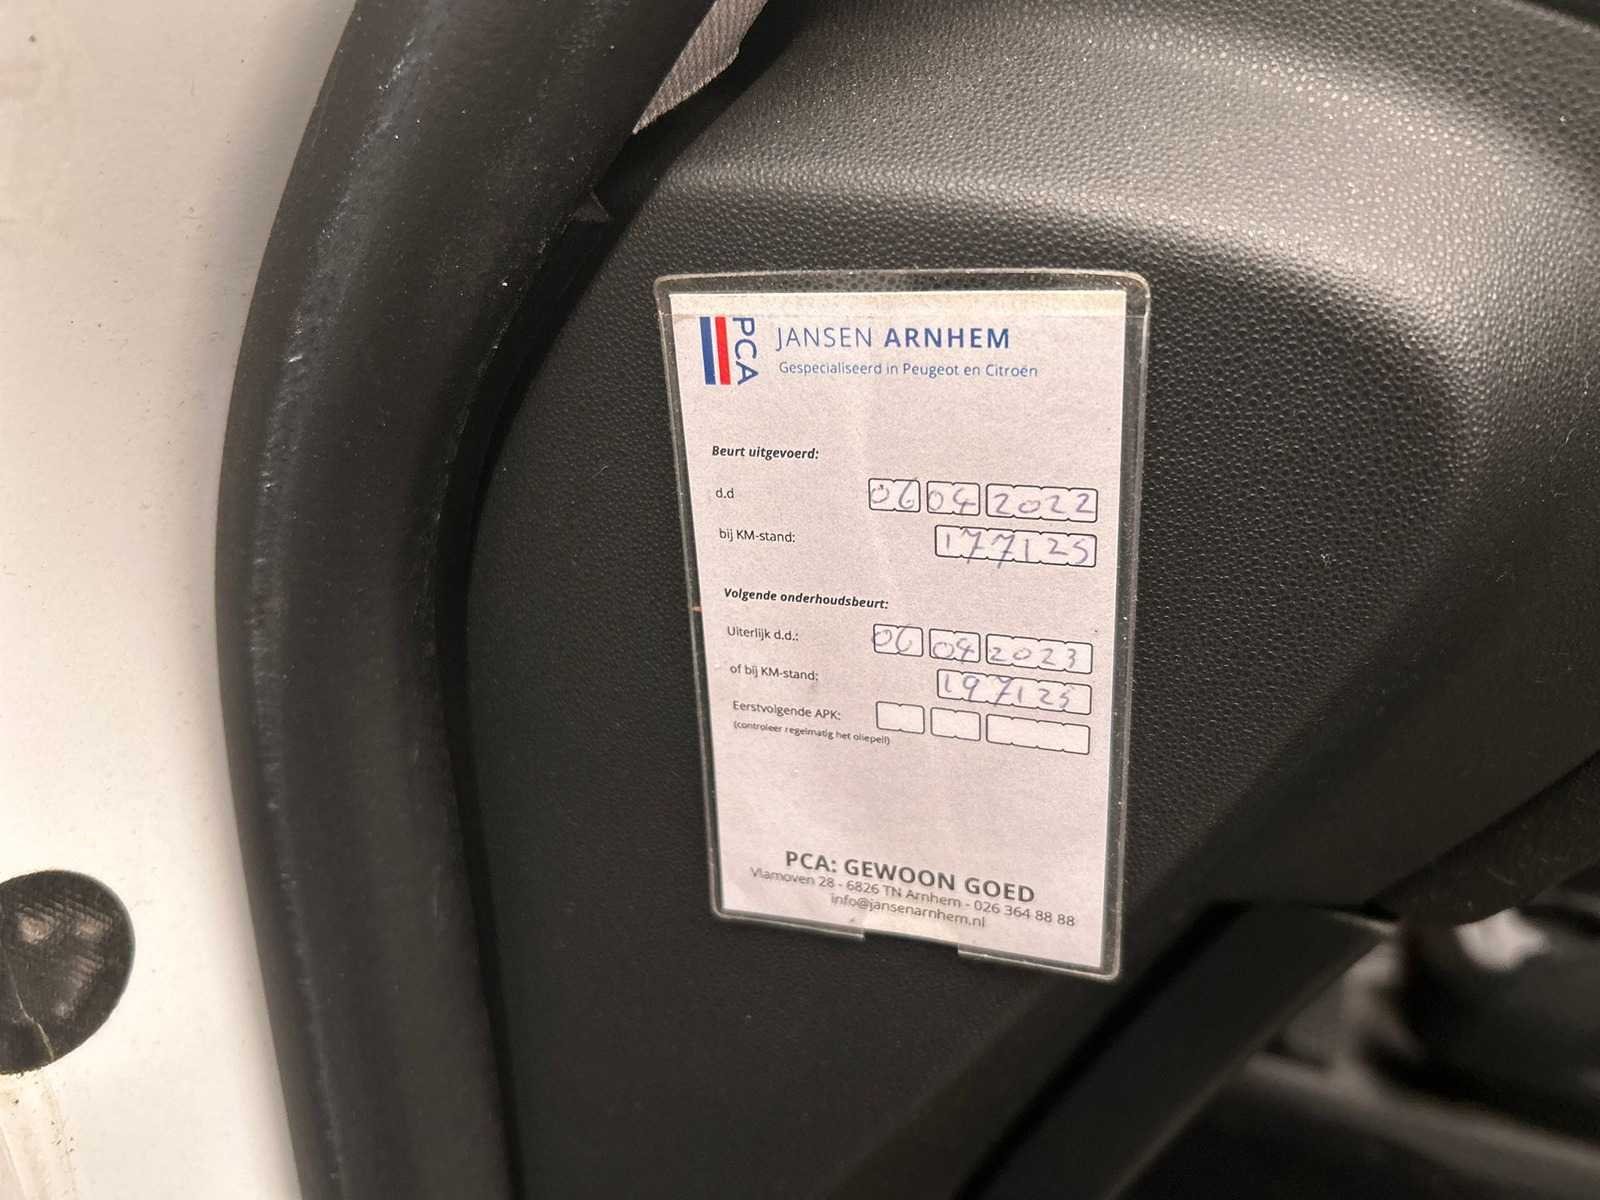 PCA
JANSEN ARNHEM
Gespecialiseerd in Peugeot en Citroën
Beurt uitgevoerd:
d.d 06 04 2022
bij KM-stand: 177125
Volgende onderhoudsbeurt:
Uiterlijk d.d.: 06 04 2023
of bij KM-stand: 197125
Eerstvolgende APK:
(controleer regelmatig het oliepeil)
PCA: GEWOON GOED
Vlamoven 28 - 6826 TN Arnhem - 026 364 88 88
info@jansenarnhem.nl